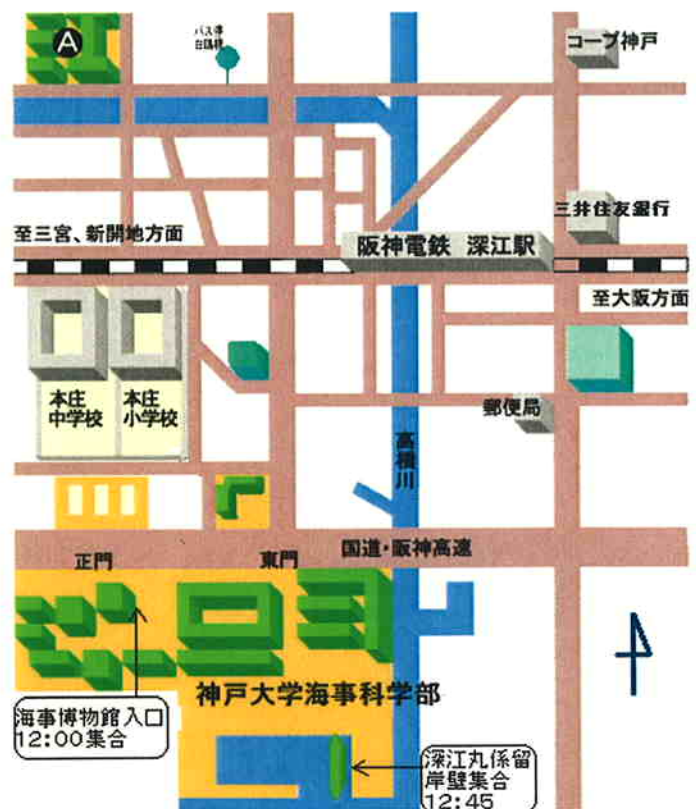 A
バス停
コープ神戸
三井住友銀行
至三宮、新開地方面
阪神電鉄 深江駅
至大阪方面
本庄
中学校
本庄
小学校
郵便局
高橋川
国道・阪神高速
正門
東門
神戸大学海事科学部
海事博物館入口
12:00集合
深江丸係留
岸壁集合
12:45